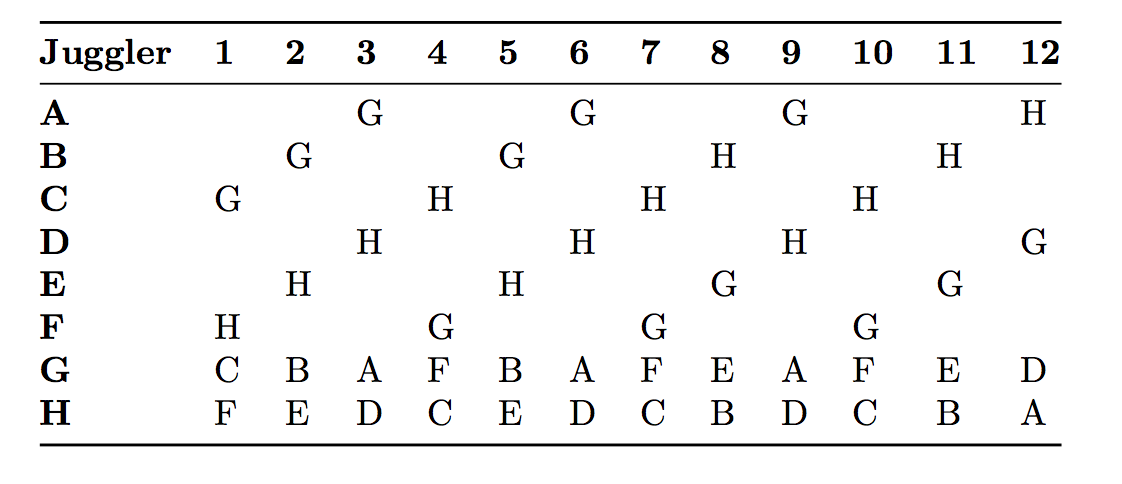 Juggler 1 2 3 4 5 6 7 8 9 10 11 12
A G G G H
B G G H H
C G H H H
D H H H G
E H H G G
F H G G G
G C B A F B A F E A F E D
H F E D C E D C B D C B A